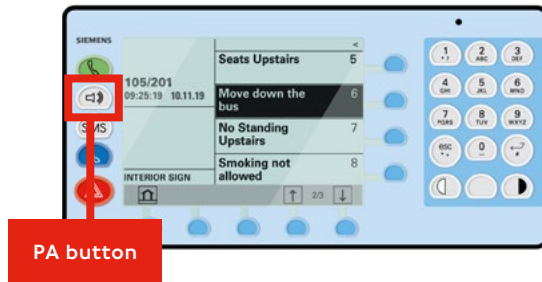 SIEMENS
<
Seats Upstairs 5
105/201
09:25:19 10.11.19
Move down the 6
bus
No Standing 7
Upstairs
Smoking not 8
allowed
INTERIOR SIGN
2/3
SMS
1 2 3
ABC DEF
4 5 6
GHI JKL MNO
7 8 9
PQRS TUV WXYZ
esc 0
PA button